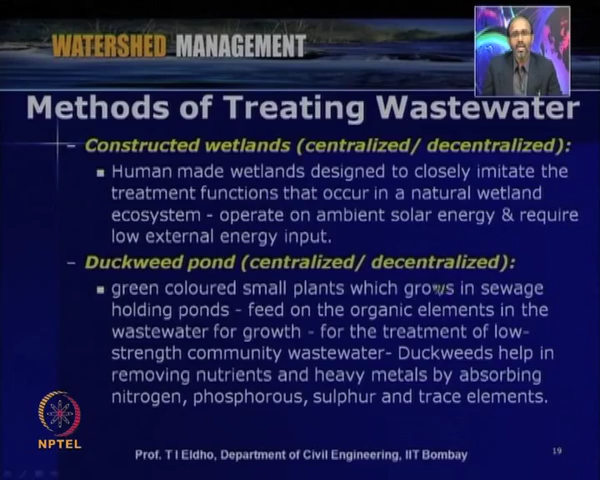 WATERSHED MANAGEMENT
Methods of Treating Wastewater
– Constructed wetlands (centralized/ decentralized):
▪ Human made wetlands designed to closely imitate the
treatment functions that occur in a natural wetland
ecosystem - operate on ambient solar energy & require
low external energy input.
– Duckweed pond (centralized/ decentralized):
▪ green coloured small plants which grows in sewage
holding ponds - feed on the organic elements in the
wastewater for growth - for the treatment of low-
strength community wastewater- Duckweeds help in
removing nutrients and heavy metals by absorbing
nitrogen, phosphorous, sulphur and trace elements.
NPTEL
Prof. T I Eldho, Department of Civil Engineering, IIT Bombay
19